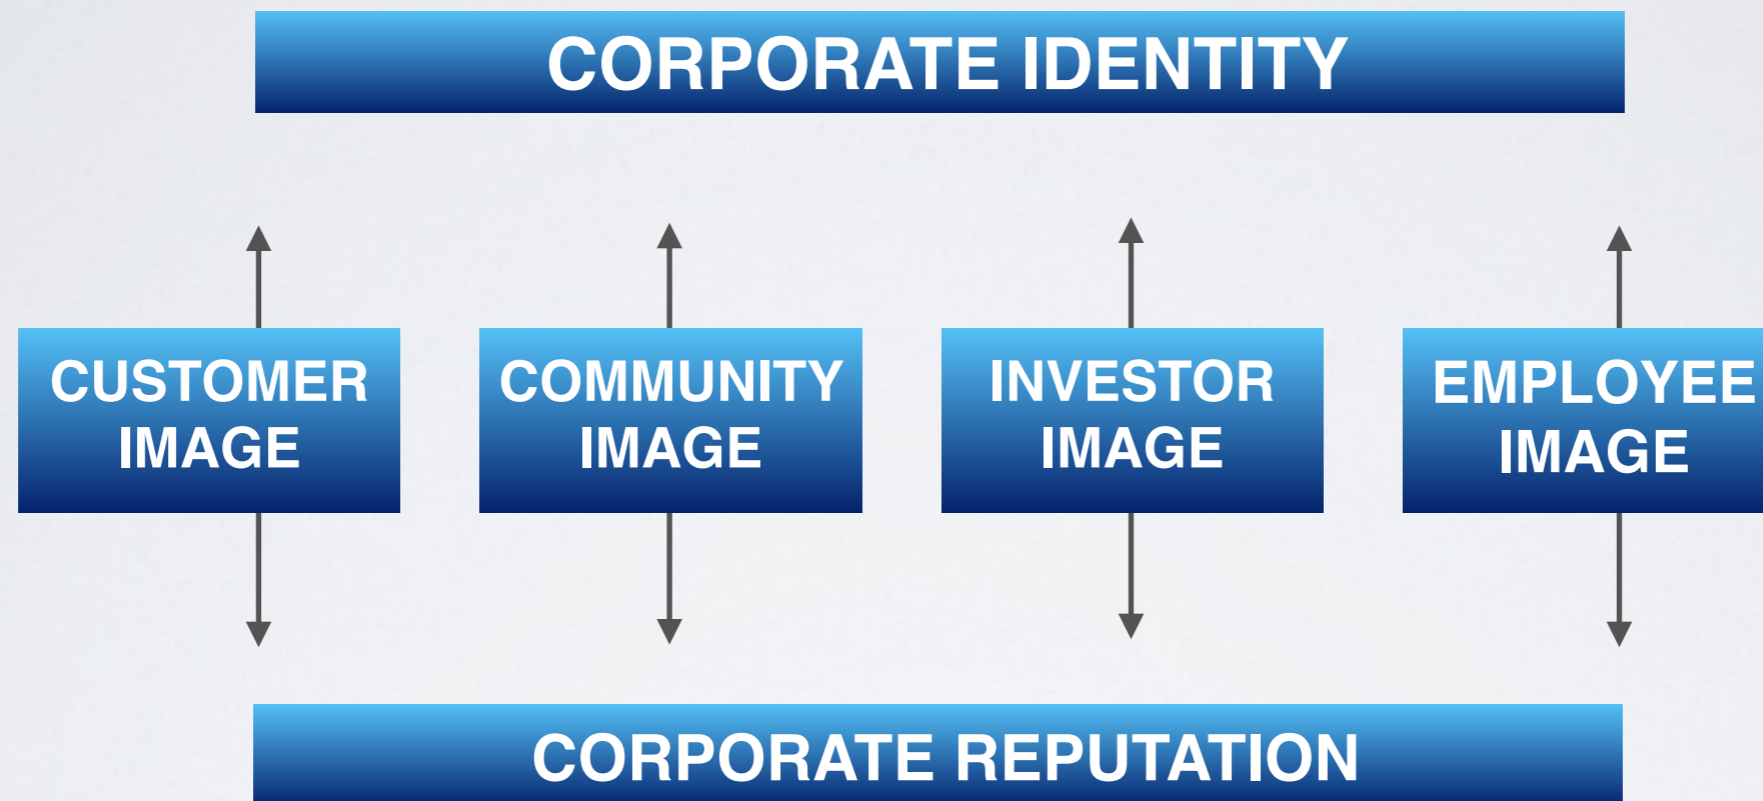 CORPORATE IDENTITY
CUSTOMER
IMAGE
COMMUNITY
IMAGE
INVESTOR
IMAGE
EMPLOYEE
IMAGE
CORPORATE REPUTATION